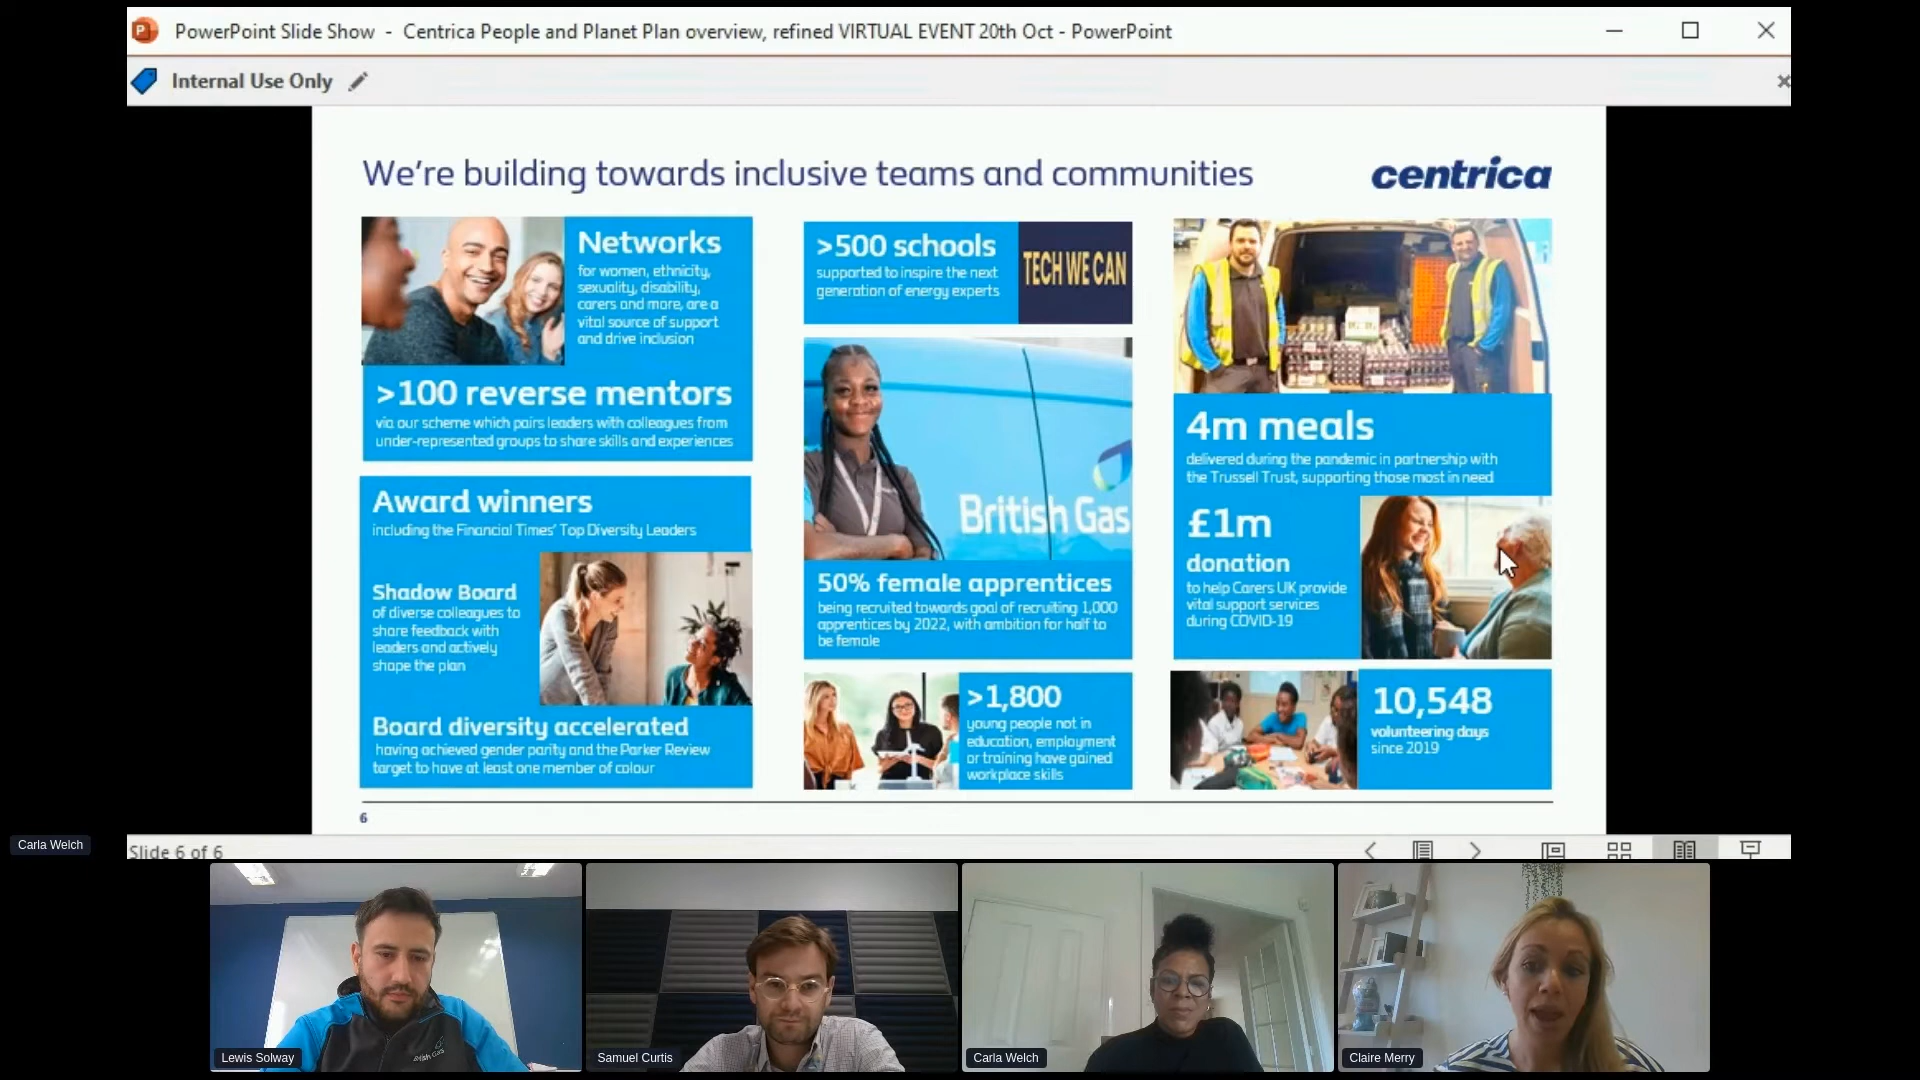 PowerPoint Slide Show - Centrica People and Planet Plan overview, refined VIRTUAL EVENT 20th Oct - PowerPoint
Internal Use Only
We're building towards inclusive teams and communities
centrica
Networks
for women, ethnicity,
sexuality, disability,
carers and more, are a
vital source of support
and drive inclusion
>100 reverse mentors
via our scheme which pairs leaders with colleagues from
under-represented groups to share skills and experiences
Award winners
including the Financial Times' Top Diversity Leaders
Shadow Board
of diverse colleagues to
share feedback with
leaders and actively
shape the plan
Board diversity accelerated
having achieved gender parity and the Parker Review
target to have at least one member of colour
>500 schools
supported to inspire the next
generation of energy experts
TECH WE CAN
British Gas
50% female apprentices
being recruited towards goal of recruiting 1,000
apprentices by 2022, with ambition for half to
be female
>1,800
young people not in
education, employment
or training have gained
workplace skills
4m meals
delivered during the pandemic in partnership with
the Trussell Trust, supporting those most in need
£1m
donation
to help Carers UK provide
vital support services
during COVID-19
10,548
volunteering days
since 2019
6
Slide 6 of 6
Carla Welch
British Gas
Lewis Solway
Samuel Curtis
Carla Welch
Claire Merry